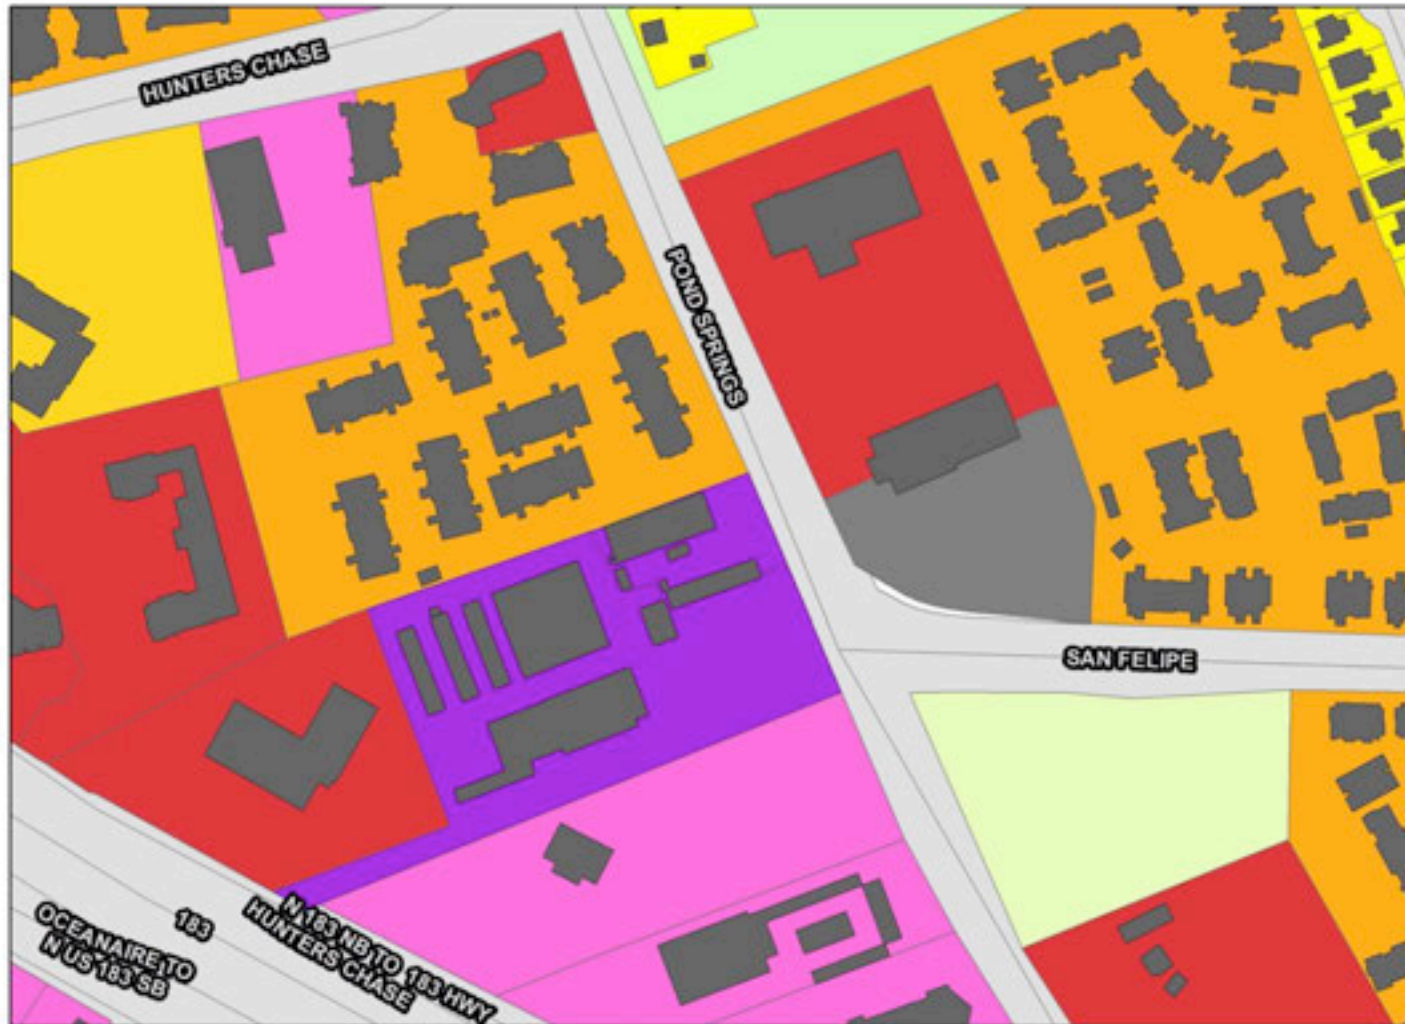 HUNTERS CHASE
POND SPRINGS
SAN FELIPE
N 183 NB TO 183 HWY
HUNTERS CHASE
183
OCEANAIRE TO
N US 183 SB